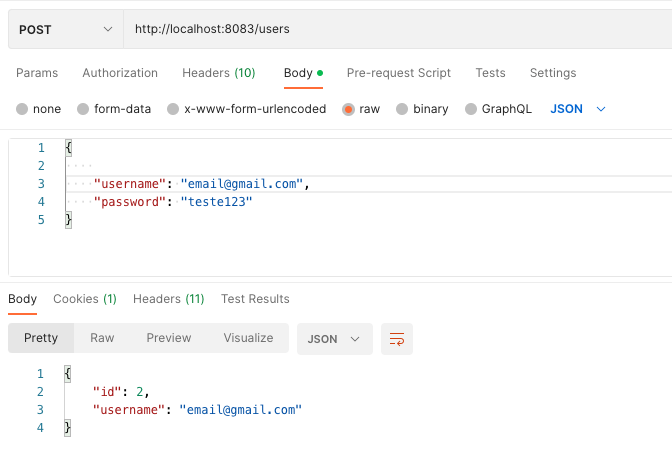 POST http://localhost:8083/users
Params Authorization Headers (10) Body Pre-request Script Tests Settings
none form-data x-www-form-urlencoded raw binary GraphQL JSON
1 {
2
3 "username": "email@gmail.com",
4 "password": "teste123"
5 }
Body Cookies (1) Headers (11) Test Results
Pretty Raw Preview Visualize JSON
1 {
2 "id": 2,
3 "username": "email@gmail.com"
4 }